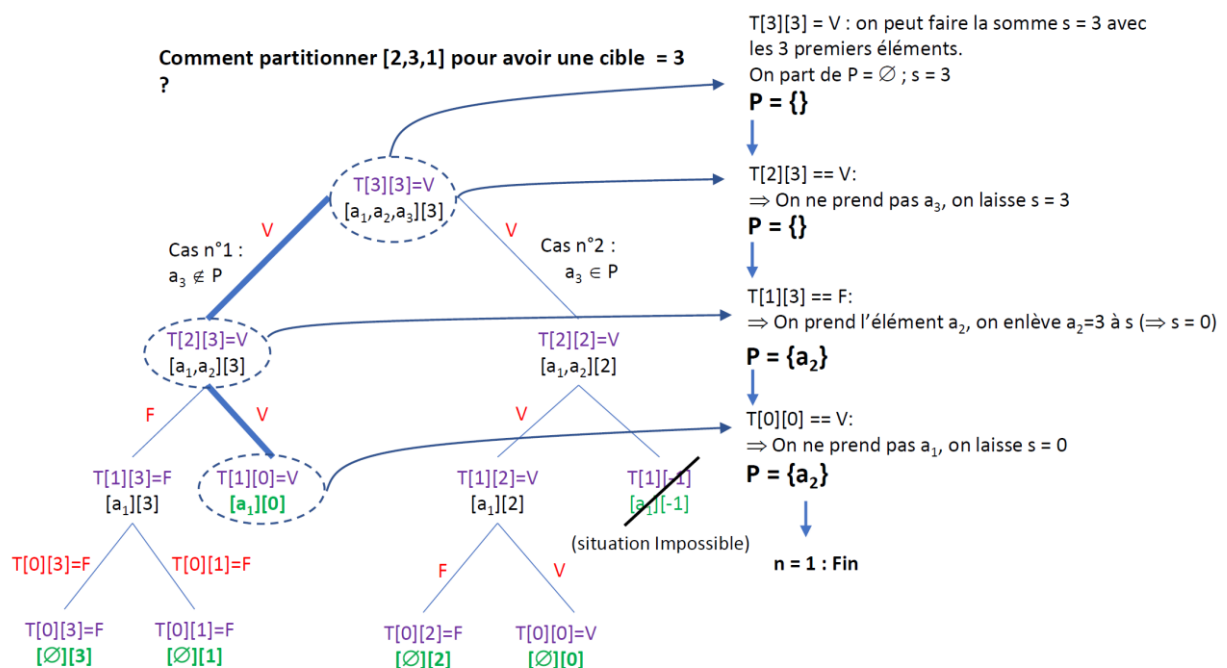 Comment partitionner [2,3,1] pour avoir une cible = 3
?
T[3][3]=V
[a₁,a₂,a₃][3]
V
V
Cas n°1 :
a₃ ∉ P
Cas n°2 :
a₃ ∈ P
T[2][3]=V
[a₁,a₂][3]
T[2][2]=V
[a₁,a₂][2]
F
V
V
T[1][3]=F
[a₁][3]
T[1][0]=V
[a₁][0]
T[1][2]=V
[a₁][2]
T[1][-1]
[a₁][-1]
(situation Impossible)
T[0][3]=F
T[0][1]=F
F
V
T[0][3]=F
[∅][3]
T[0][1]=F
[∅][1]
T[0][2]=F
[∅][2]
T[0][0]=V
[∅][0]
T[3][3] = V : on peut faire la somme s = 3 avec
les 3 premiers éléments.
On part de P = ∅ ; s = 3
P = {}
T[2][3] == V:
⇒ On ne prend pas a₃, on laisse s = 3
P = {}
T[1][3] == F:
⇒ On prend l'élément a₂, on enlève a₂=3 à s (⇒ s = 0)
P = {a₂}
T[0][0] == V:
⇒ On ne prend pas a₁, on laisse s = 0
P = {a₂}
n = 1 : Fin